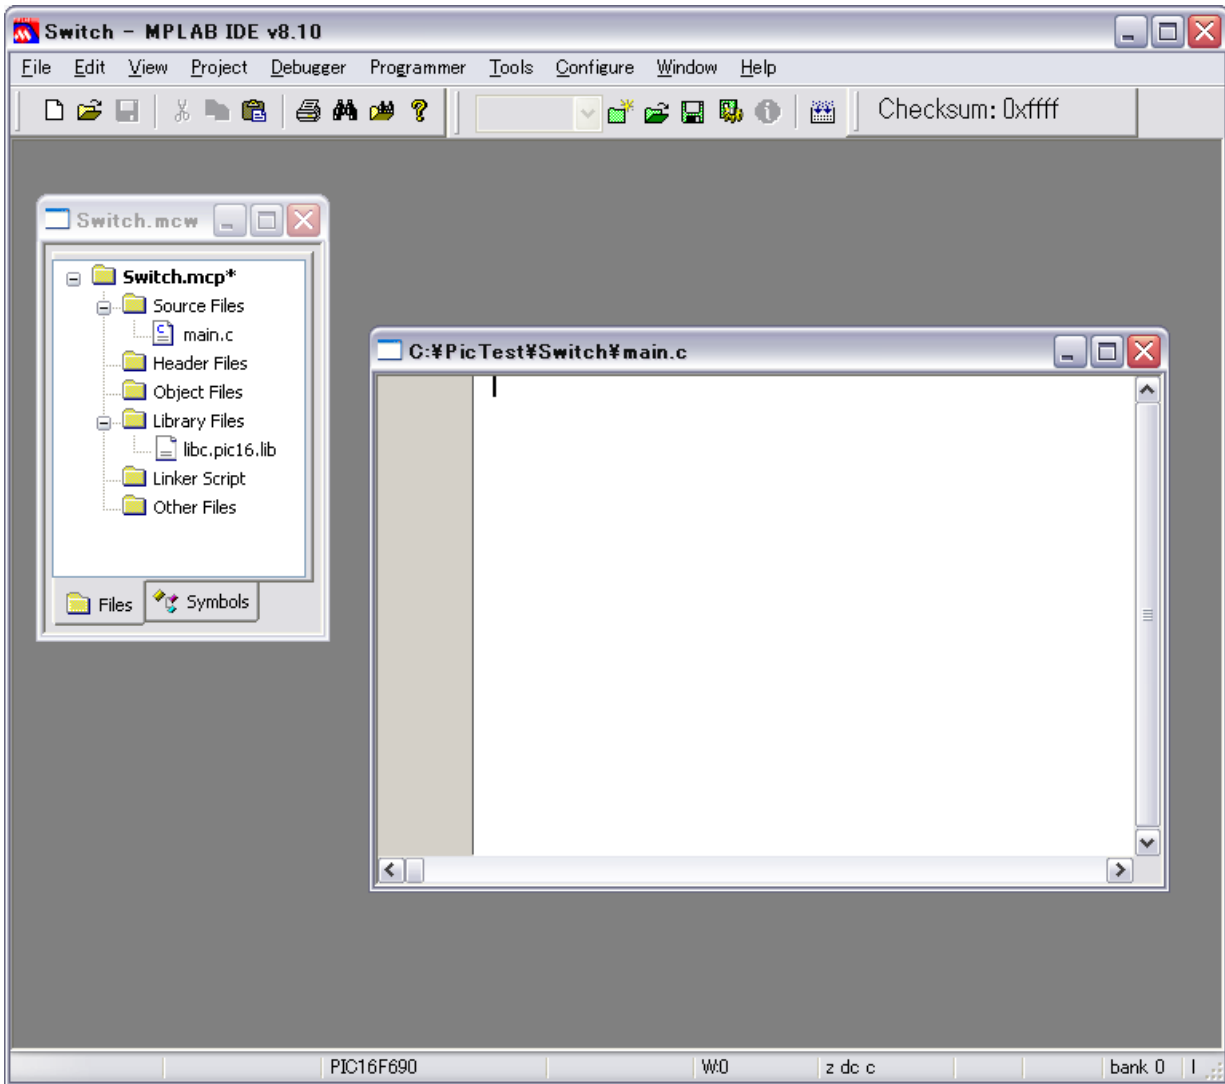 Switch - MPLAB IDE v8.10
File Edit View Project Debugger Programmer Tools Configure Window Help
Checksum: 0xffff
Switch.mcw
Switch.mcp*
Source Files
main.c
Header Files
Object Files
Library Files
libc.pic16.lib
Linker Script
Other Files
Files Symbols
C:¥PicTest¥Switch¥main.c
PIC16F690 W:0 z dc c bank 0 I